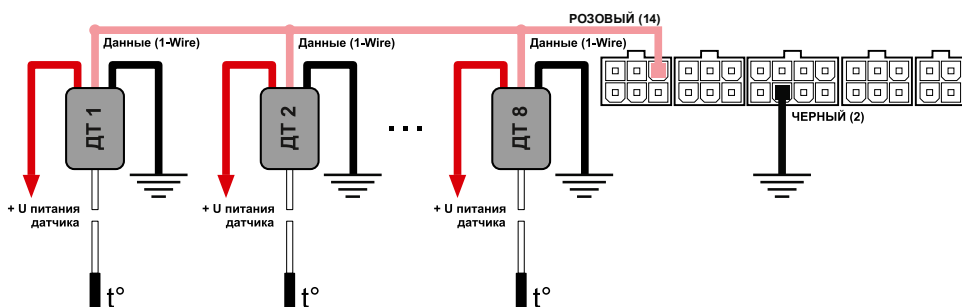 РОЗОВЫЙ (14)
Данные (1-Wire)
Данные (1-Wire)
Данные (1-Wire)
ДТ 1
ДТ 2
...
ДТ 8
ЧЕРНЫЙ (2)
+ U питания
датчика
+ U питания
датчика
+ U питания
датчика
t°
t°
t°